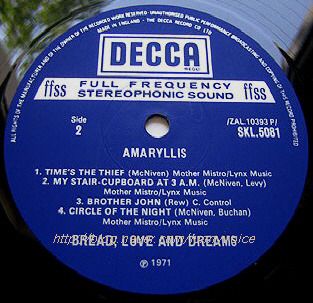 ALL RIGHTS OF THE MANUFACTURER AND OF THE OWNER OF THE RECORDED WORK RESERVED
UNAUTHORISED PUBLIC PERFORMANCE BROADCASTING AND COPYING OF THIS RECORD PROHIBITED
MADE IN ENGLAND · THE DECCA RECORD CO LTD
DECCA
REGD
ffss
FULL FREQUENCY
STEREOPHONIC SOUND
ffss
Side
2
/ZAL.10393 P/
SKL.5081
AMARYLLIS
1. TIME'S THE THIEF (McNiven) Mother Mistro/Lynx Music
2. MY STAIR-CUPBOARD AT 3 A.M. (McNiven, Levy)
Mother Mistro/Lynx Music
3. BROTHER JOHN (Rew) C. Control
4. CIRCLE OF THE NIGHT (McNiven, Buchan)
Mother Mistro/Lynx Music
BREAD, LOVE AND DREAMS
Ⓟ 1971